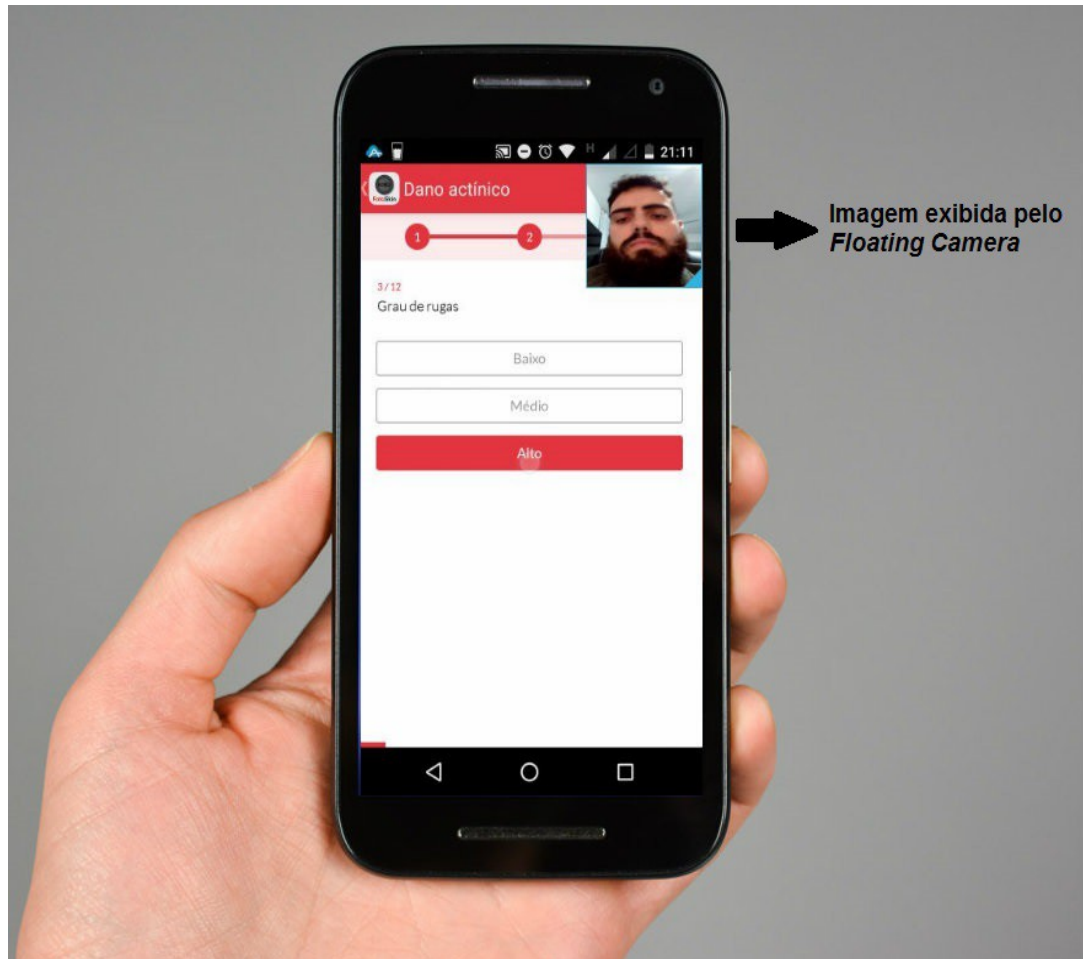 H 21:11
Dano actínico
1
2
3/12
Grau de rugas
Baixo
Médio
Alto
Imagem exibida pelo
Floating Camera